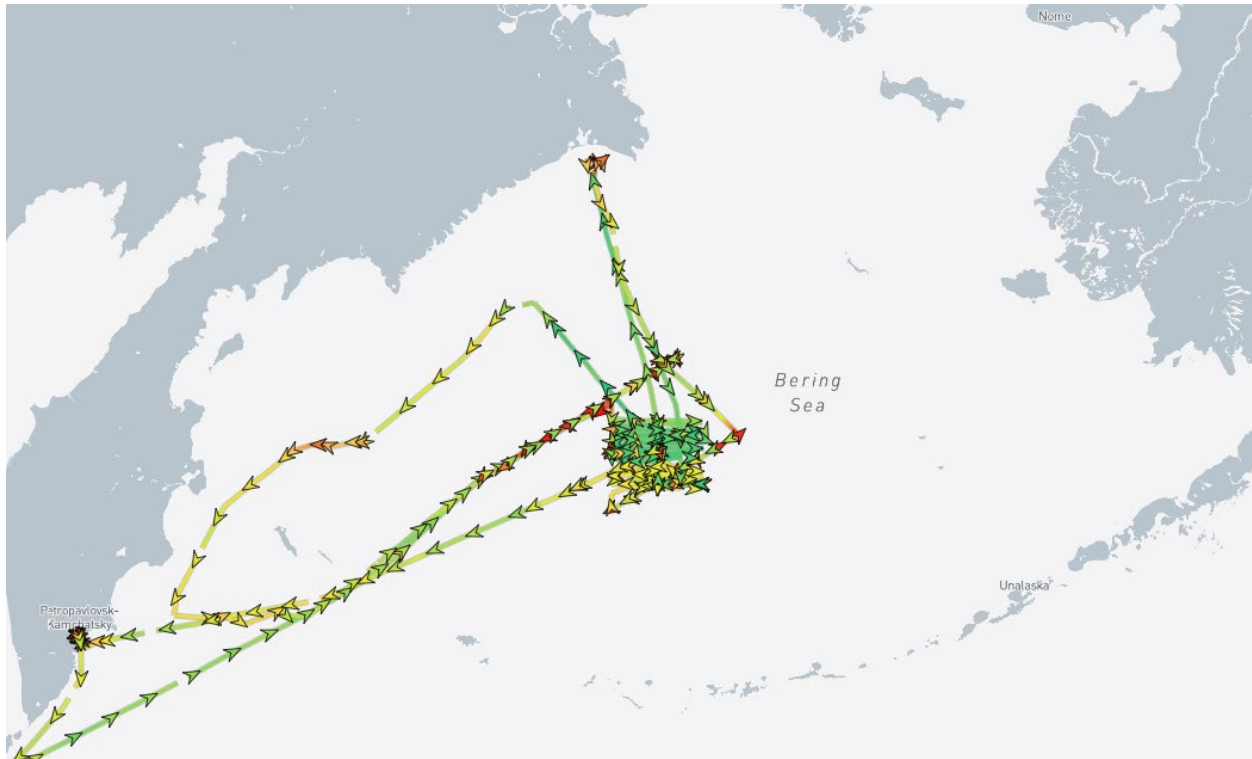 Nome
Bering
Sea
Unalaska
Petropavlovsk-
Kamchatsky